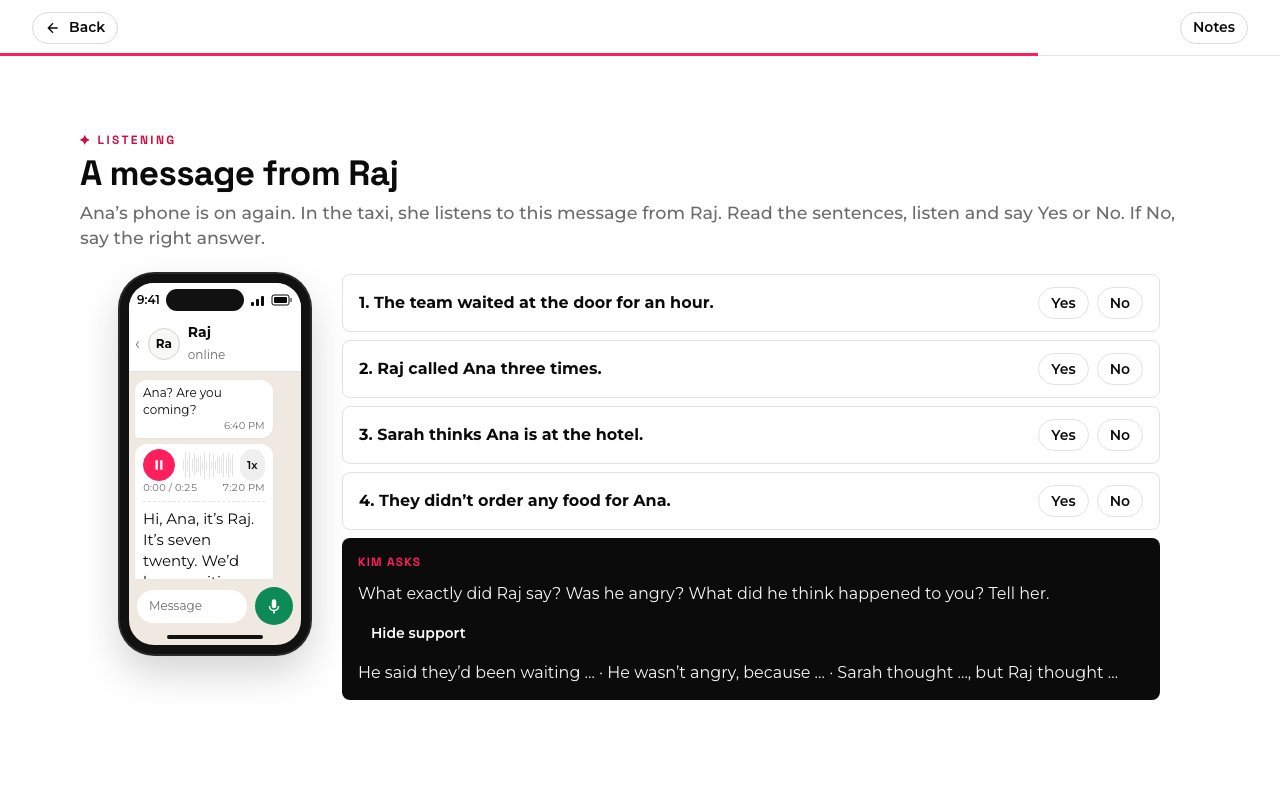 Back
Notes
LISTENING
A message from Raj
Ana’s phone is on again. In the taxi, she listens to this message from Raj. Read the sentences, listen and say Yes or No. If No,
say the right answer.
9:41
Ra
Raj
online
Ana? Are you
coming?
6:40 PM
1x
0:00 / 0:25
7:20 PM
Hi, Ana, it’s Raj.
It’s seven
twenty. We’d
Message
1. The team waited at the door for an hour.
Yes
No
2. Raj called Ana three times.
Yes
No
3. Sarah thinks Ana is at the hotel.
Yes
No
4. They didn’t order any food for Ana.
Yes
No
KIM ASKS
What exactly did Raj say? Was he angry? What did he think happened to you? Tell her.
Hide support
He said they’d been waiting … · He wasn’t angry, because … · Sarah thought …, but Raj thought …